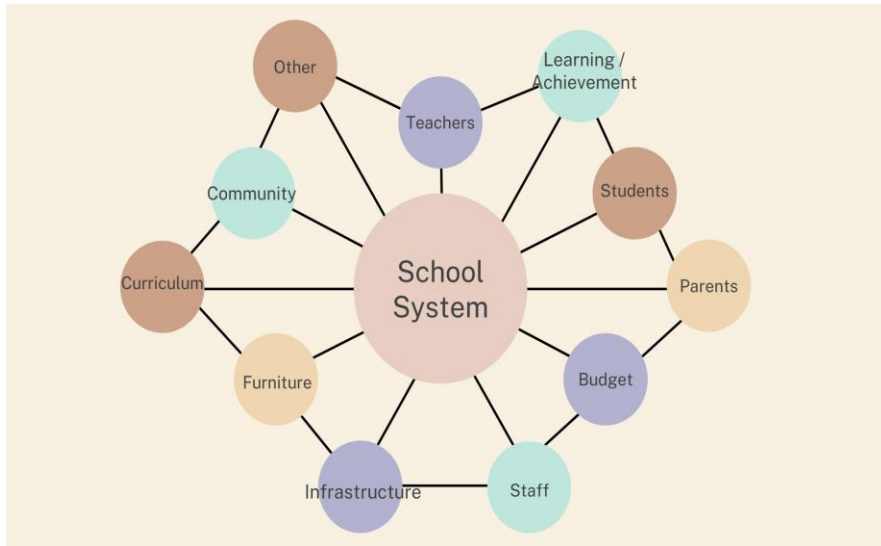 Other
Learning /
Achievement
Teachers
Community
Students
School
System
Curriculum
Parents
Furniture
Budget
Infrastructure
Staff